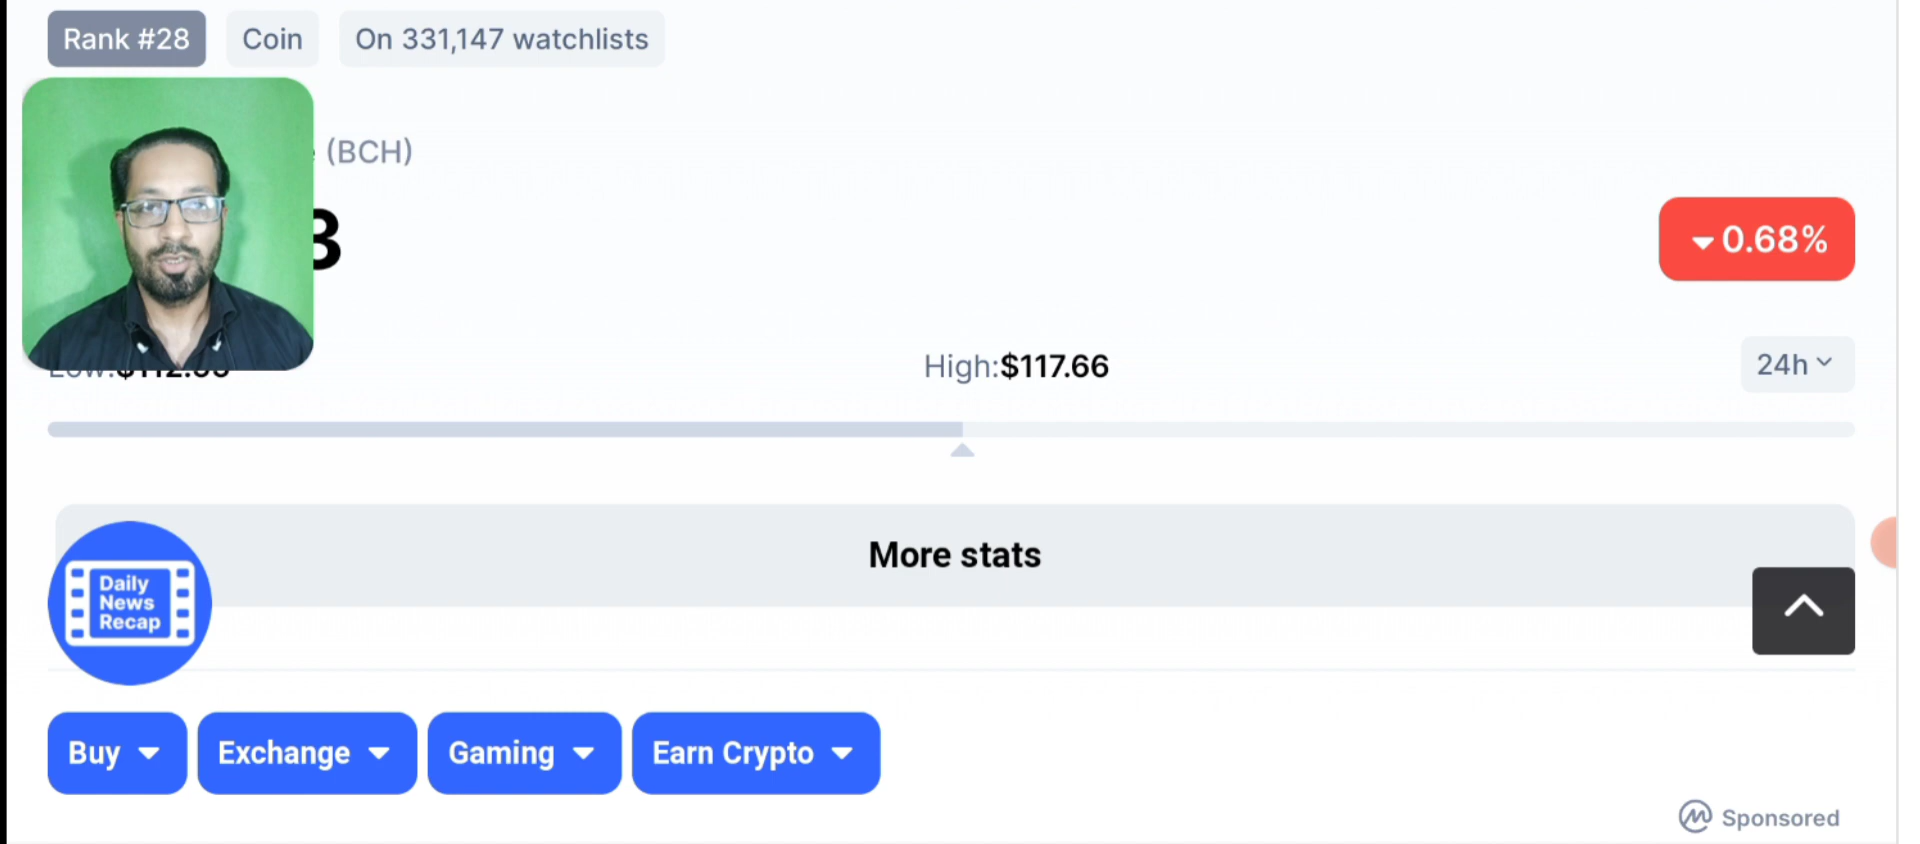 Rank #28 Coin On 331,147 watchlists
(BCH)
3
0.68%
Low: High:$117.66 24h
More stats
Daily
News
Recap
Buy Exchange Gaming Earn Crypto
Sponsored